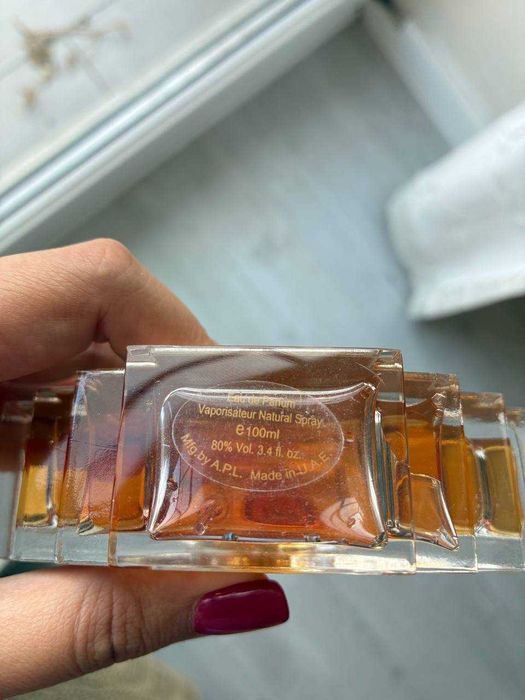 Eau de Parfum
Vaporisateur Natural Spray
℮100ml
80% Vol. 3.4 fl. oz.
Mfg.by A.P.L. Made in U.A.E.